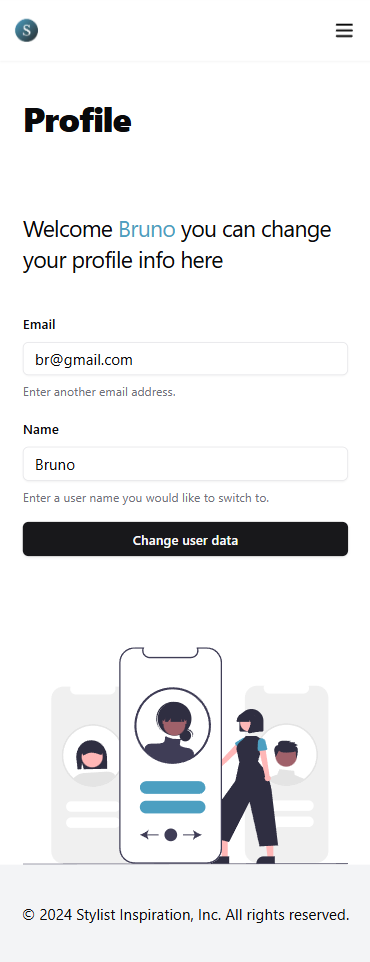 S
Profile
Welcome Bruno you can change
your profile info here
Email
br@gmail.com
Enter another email address.
Name
Bruno
Enter a user name you would like to switch to.
Change user data
© 2024 Stylist Inspiration, Inc. All rights reserved.